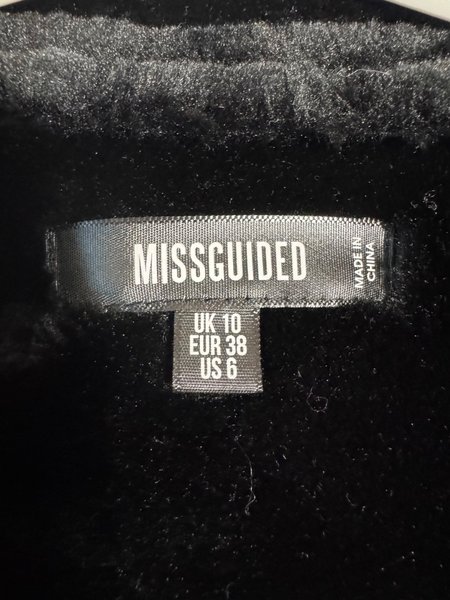 MISSGUIDED
MADE IN
CHINA
UK 10
EUR 38
US 6